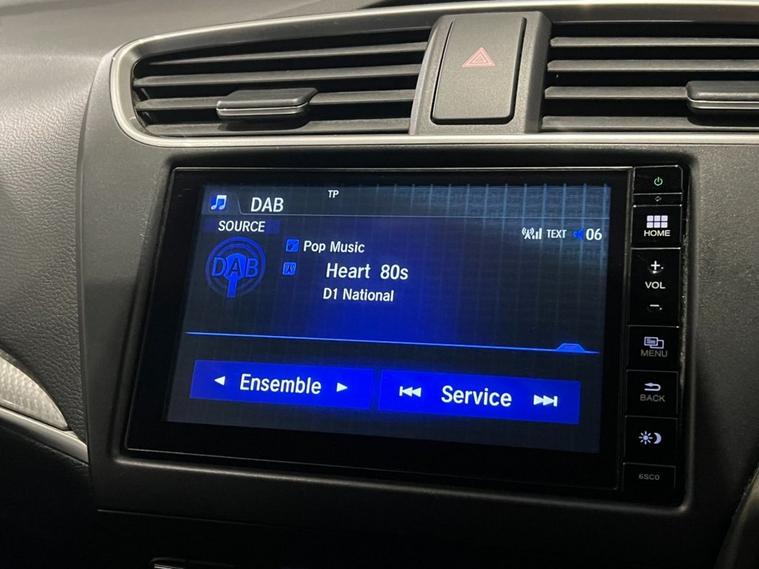 DAB
TP
SOURCE
TEXT
06
DAB
Pop Music
Heart 80s
D1 National
Ensemble
Service
HOME
VOL
MENU
BACK
6SC0